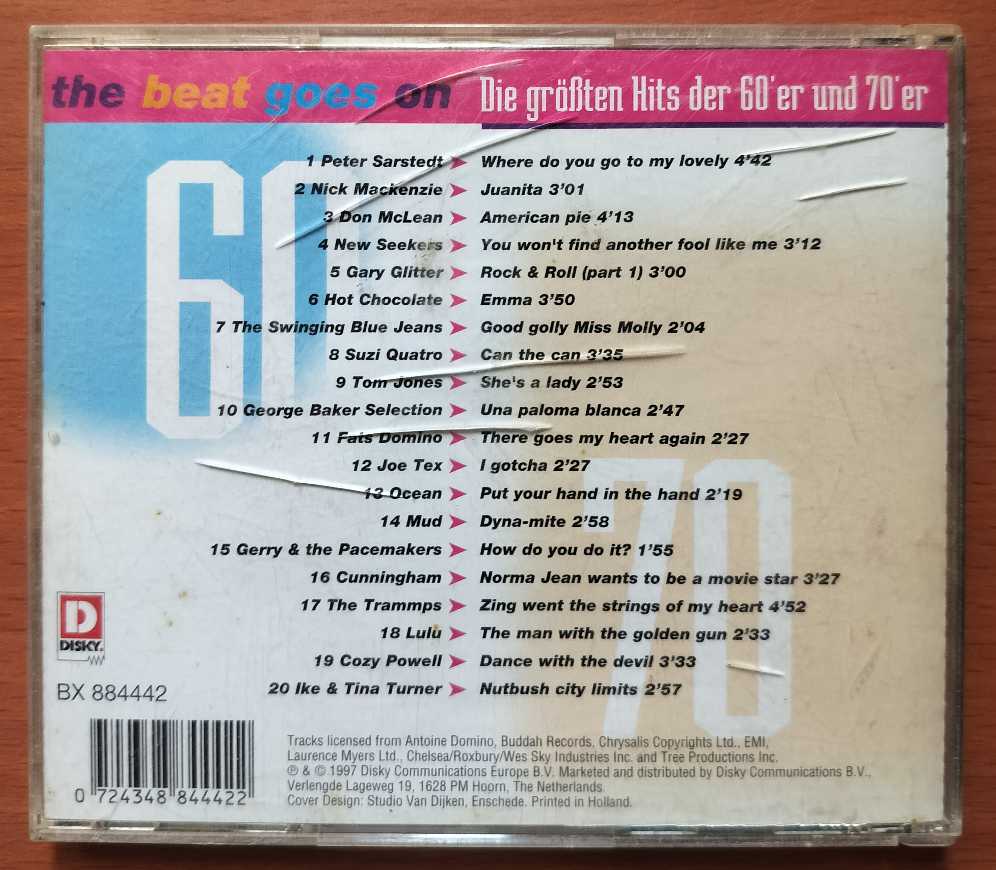 the beat goes on Die größten Hits der 60'er und 70'er
60
1 Peter Sarstedt Where do you go to my lovely 4'42
2 Nick Mackenzie Juanita 3'01
3 Don McLean American pie 4'13
4 New Seekers You won't find another fool like me 3'12
5 Gary Glitter Rock & Roll (part 1) 3'00
6 Hot Chocolate Emma 3'50
7 The Swinging Blue Jeans Good golly Miss Molly 2'04
8 Suzi Quatro Can the can 3'35
9 Tom Jones She's a lady 2'53
10 George Baker Selection Una paloma blanca 2'47
11 Fats Domino There goes my heart again 2'27
12 Joe Tex I gotcha 2'27
13 Ocean Put your hand in the hand 2'19
14 Mud Dyna-mite 2'58
15 Gerry & the Pacemakers How do you do it? 1'55
16 Cunningham Norma Jean wants to be a movie star 3'27
17 The Trammps Zing went the strings of my heart 4'52
18 Lulu The man with the golden gun 2'33
19 Cozy Powell Dance with the devil 3'33
20 Ike & Tina Turner Nutbush city limits 2'57
70
D
DISKY.
BX 884442
0 724348 844422
Tracks licensed from Antoine Domino, Buddah Records, Chrysalis Copyrights Ltd., EMI,
Laurence Myers Ltd., Chelsea/Roxbury/Wes Sky Industries Inc. and Tree Productions Inc.
℗ & © 1997 Disky Communications Europe B.V. Marketed and distributed by Disky Communications B.V.,
Verlengde Lageweg 19, 1628 PM Hoorn, The Netherlands.
Cover Design: Studio Van Dijken, Enschede. Printed in Holland.